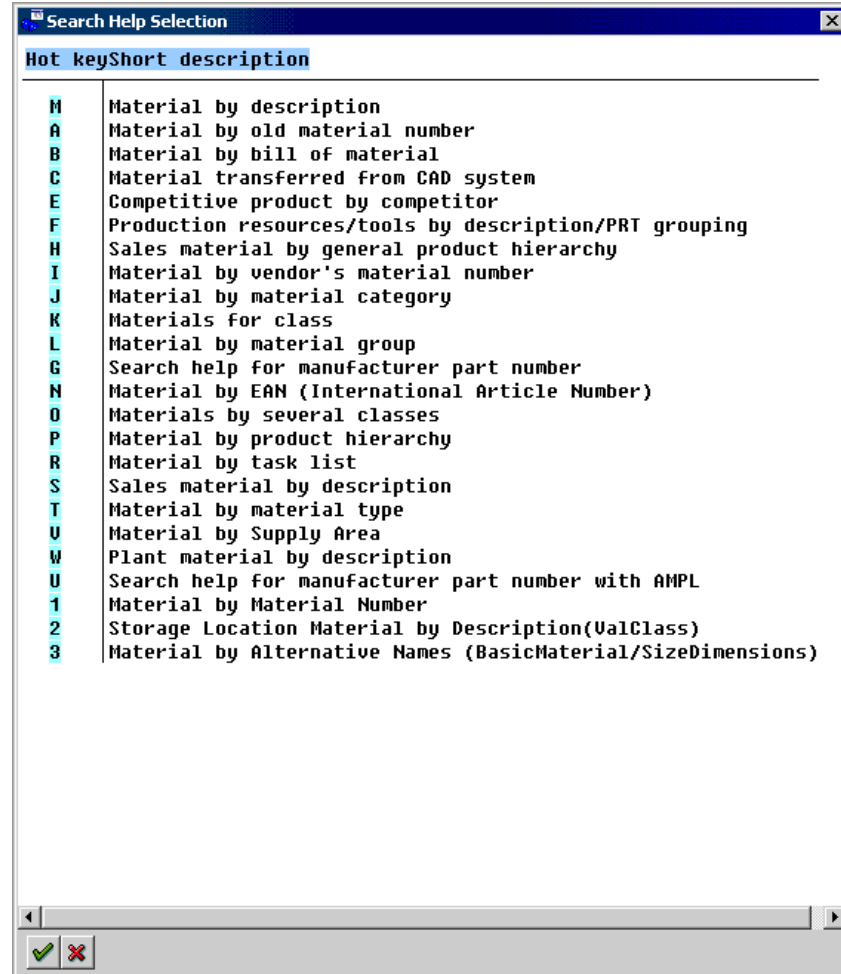 Search Help Selection
Hot keyShort description
M Material by description
A Material by old material number
B Material by bill of material
C Material transferred from CAD system
E Competitive product by competitor
F Production resources/tools by description/PRT grouping
H Sales material by general product hierarchy
I Material by vendor's material number
J Material by material category
K Materials for class
L Material by material group
G Search help for manufacturer part number
N Material by EAN (International Article Number)
O Materials by several classes
P Material by product hierarchy
R Material by task list
S Sales material by description
T Material by material type
V Material by Supply Area
W Plant material by description
U Search help for manufacturer part number with AMPL
1 Material by Material Number
2 Storage Location Material by Description(ValClass)
3 Material by Alternative Names (BasicMaterial/SizeDimensions)